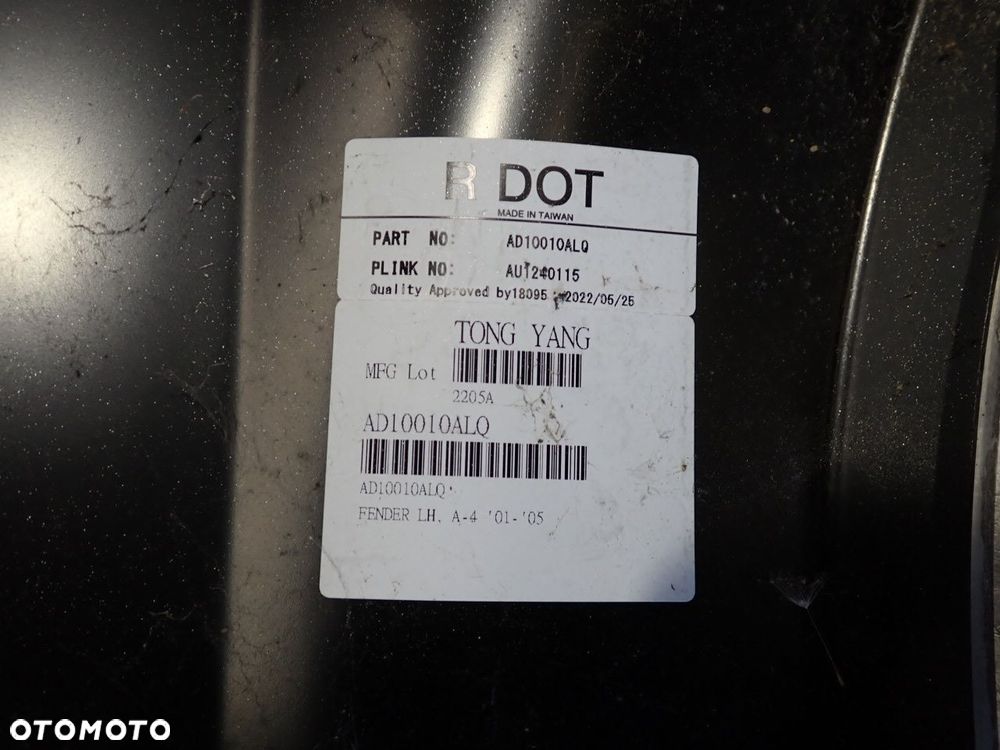 R DOT
MADE IN TAIWAN
PART NO: AD10010ALQ
PLINK NO: AU1240115
Quality Approved by18095 2022/05/25
TONG YANG
MFG Lot
2205A
AD10010ALQ
AD10010ALQ
FENDER LH, A-4 '01-'05
OTOMOTO